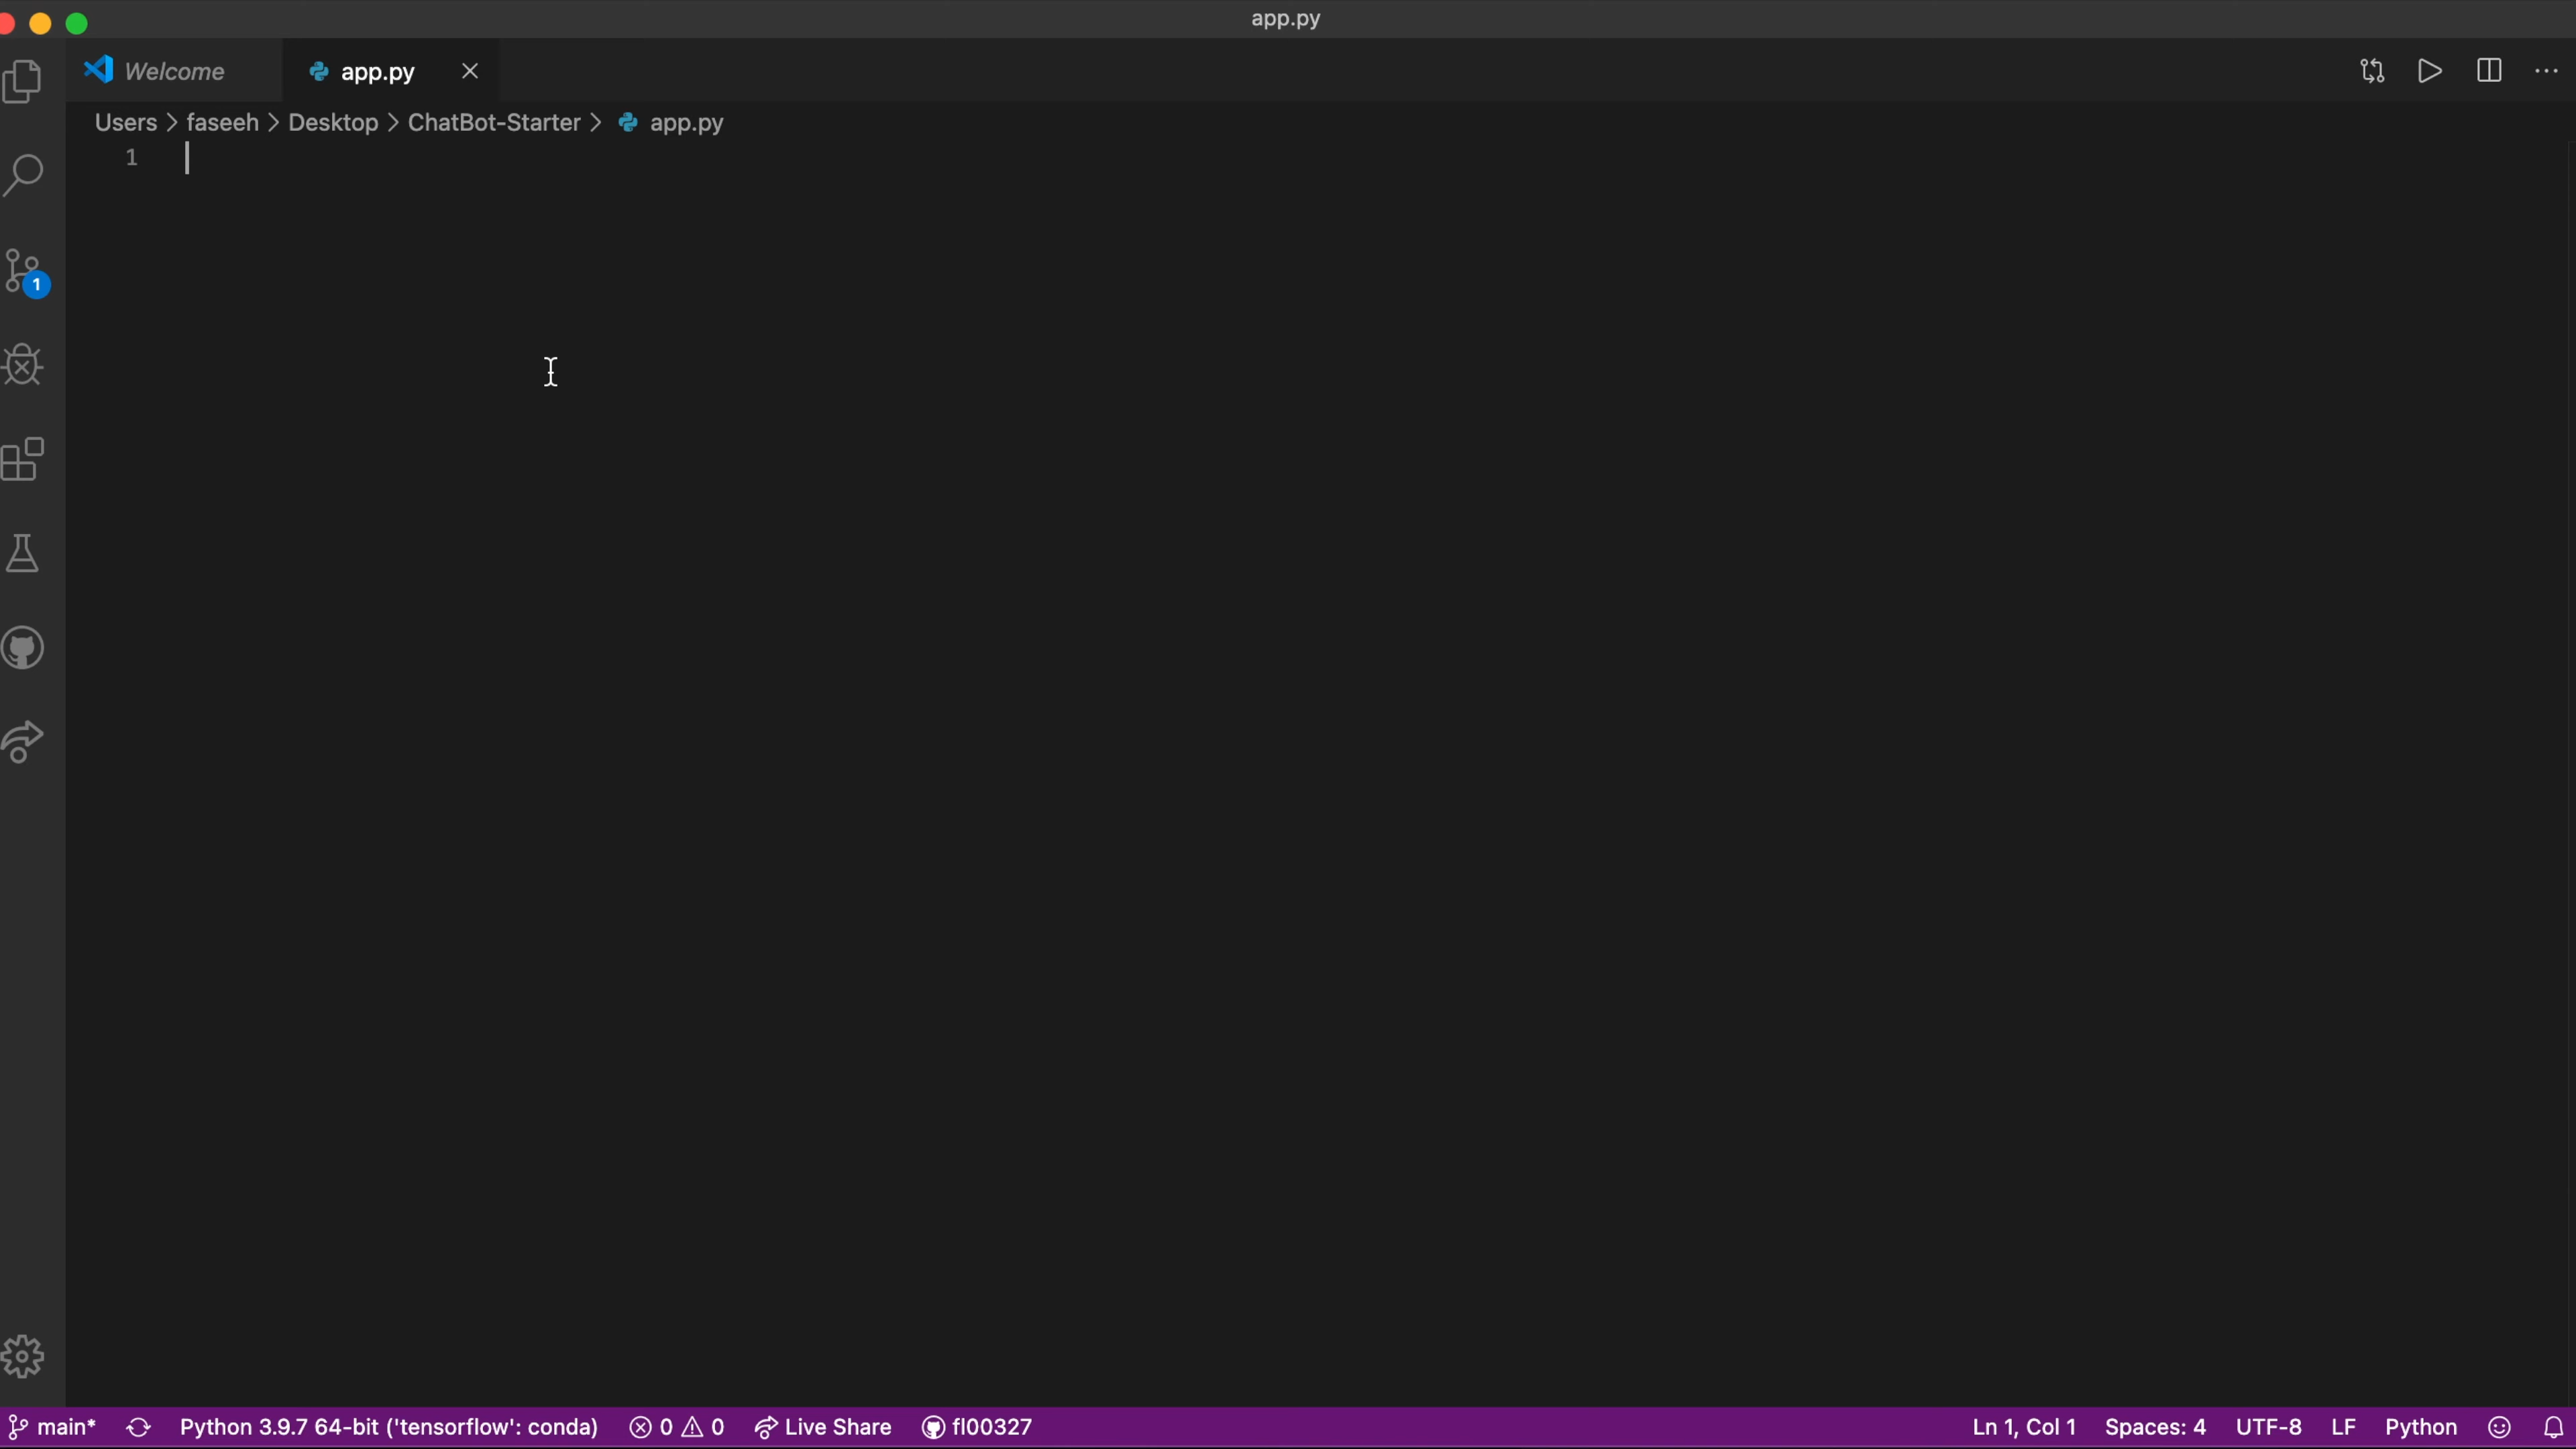 app.py
Welcome
app.py
Users > faseeh > Desktop > ChatBot-Starter > app.py
1
1
main*
Python 3.9.7 64-bit ('tensorflow': conda)
0
0
Live Share
fl00327
Ln 1, Col 1
Spaces: 4
UTF-8
LF
Python